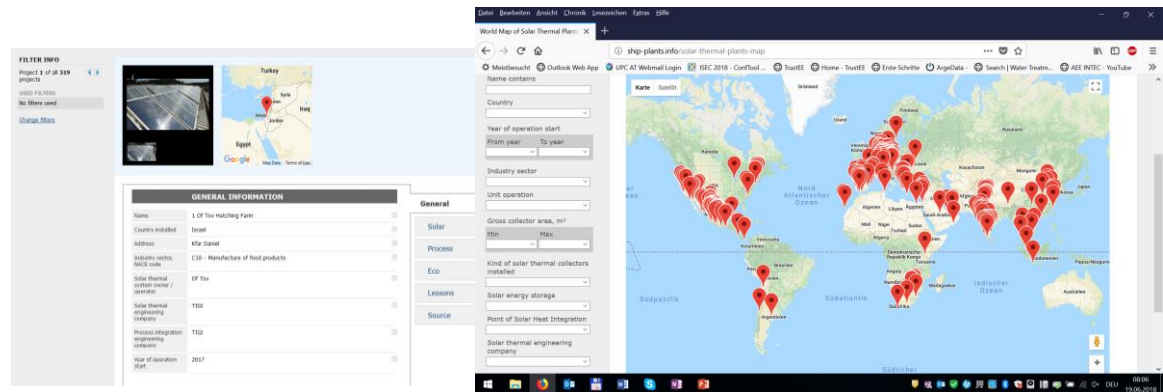 FILTER INFO
Project 1 of all 319
projects
USED FILTERS
No filters used
Change filters
Turkey
Syria
Iraq
Israel
Jordan
Egypt
Google
Map Data
Terms of Use
GENERAL INFORMATION
Name 1 Of Tov Hatching Farm
Country installed Israel
Address Kfar Daniel
Industry sector, C10 - Manufacture of food products
NACE code
Solar thermal Of Tov
system owner /
operator
Solar thermal TIGI
engineering
company
Process integration TIGI
engineering
company
Year of operation 2017
start
General
Solar
Process
Eco
Lessons
Source
Datei Bearbeiten Ansicht Chronik Lesezeichen Extras Hilfe
World Map of Solar Thermal Plants
ship-plants.info/solar-thermal-plants-map
Meistbesucht Outlook Web App UPC AT Webmail Login ISEC 2018 - ConfTool ... TrustEE Home - TrustEE Erste Schritte ArgeData - Search | Water Treatm... AEE INTEC - YouTube
Name contains
Country
Year of operation start
From year To year
Industry sector
Unit operation
Gross collector area, m²
Min Max
Kind of solar thermal collectors
installed
Solar energy storage
Point of Solar Heat Integration
Solar thermal engineering
company
Karte Satellit
Grönland
Island
Finnland
Russland
Kanada
Kasachstan
Mongolei
Japan
Nord
Atlantischer
Ozean
Algerien Libyen Ägypten
Saudi-Arabien
Mali Niger Sudan
Tschad
Nigeria
Venezuela
Kolumbien
Demokratische
Republik Kongo
Tansania
Indonesien
Papua-Neuguinea
Brasilien
Peru
Angola
Namibia
Madagaskar
Indischer
Ozean
Australien
Südpazifik
Südatlantik
Südafrika
Argentinien
Südlicher
DEU
08:06
19.06.2018